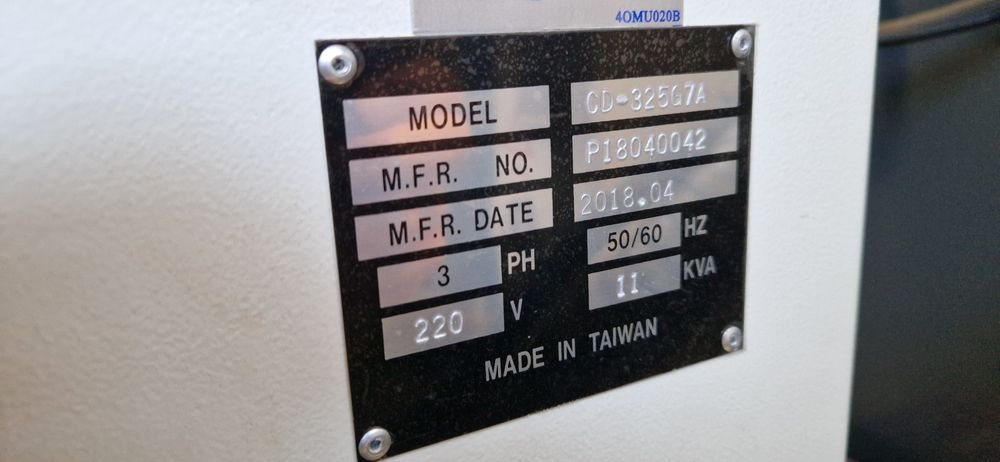 4OMU020B
MODEL CD-325G7A
M.F.R. NO. P18040042
M.F.R. DATE 2018.04
3 PH 50/60 HZ
220 V 11 KVA
MADE IN TAIWAN